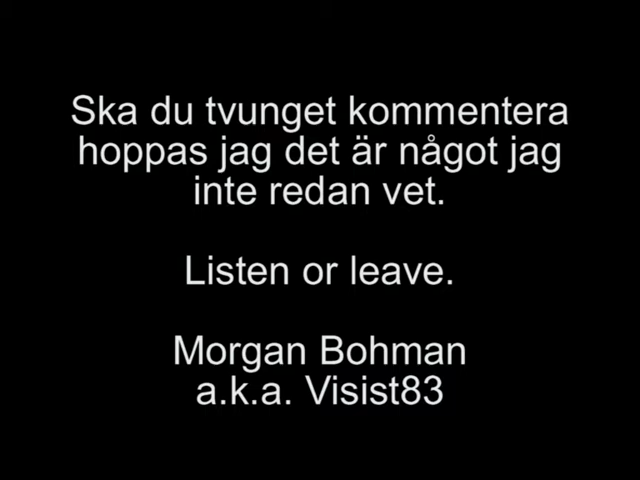 Ska du tvunget kommentera
hoppas jag det är något jag
inte redan vet.
Listen or leave.
Morgan Bohman
a.k.a. Visist83